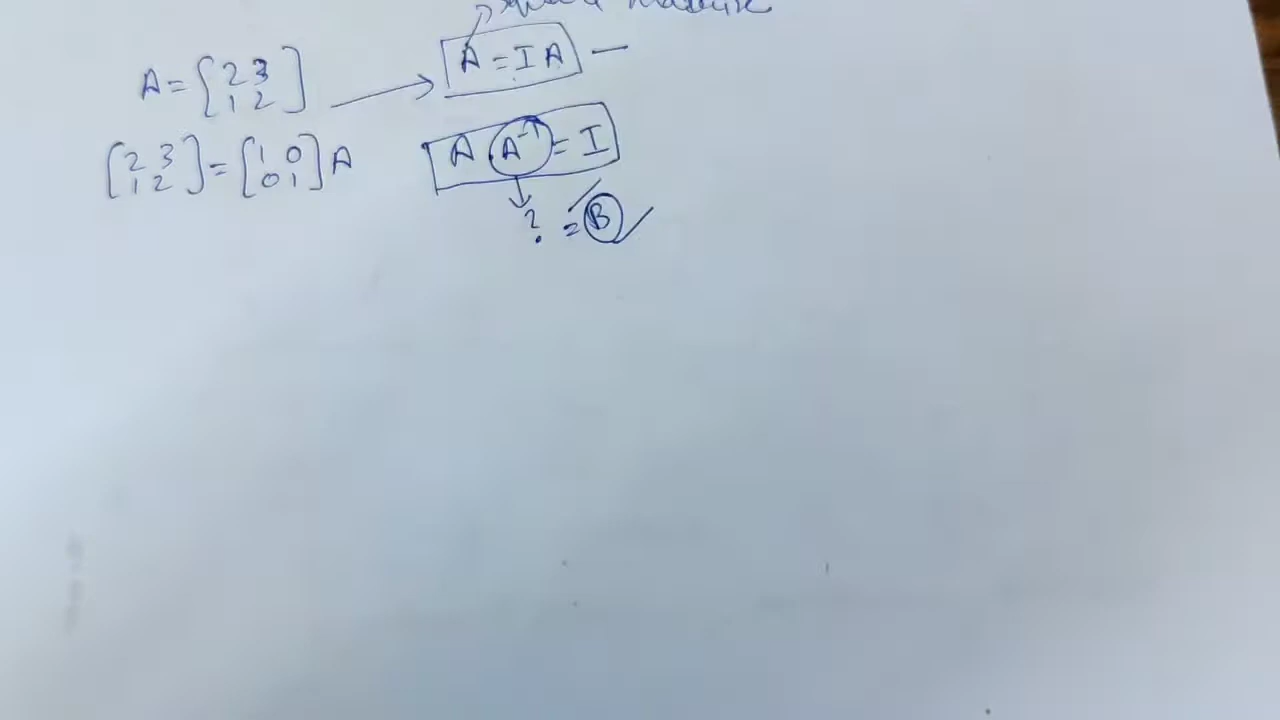 A = [2 3
1 2]
[2 3
1 2] = [1 0
0 1] A
A = I A —
A A⁻¹ = I
? = B ✓